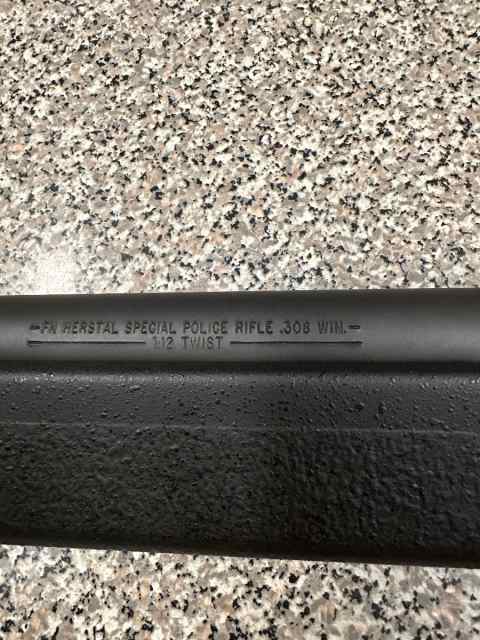 -FN HERSTAL SPECIAL POLICE RIFLE .308 WIN.-
1:12 TWIST